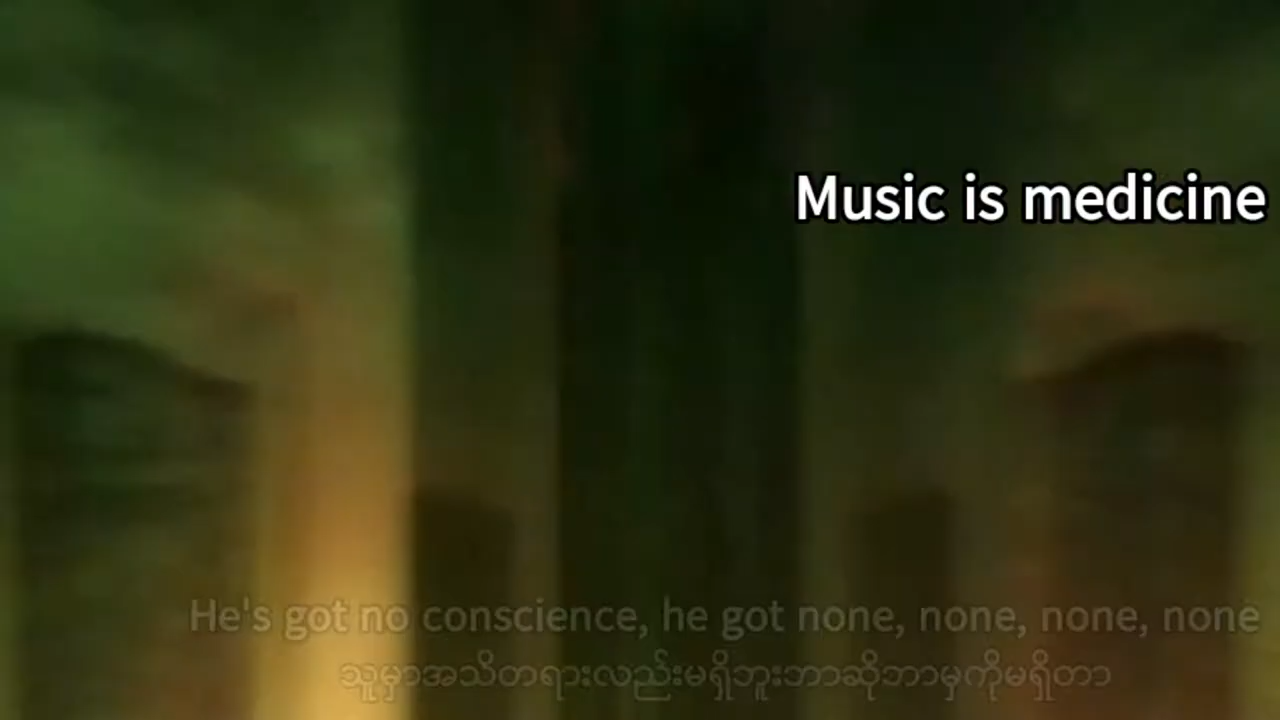 Music is medicine
He's got no conscience, he got none, none, none, none
သူ့မှာအသိတရားလည်းမရှိဘူးဘာဆိုဘာမှကိုမရှိတာ